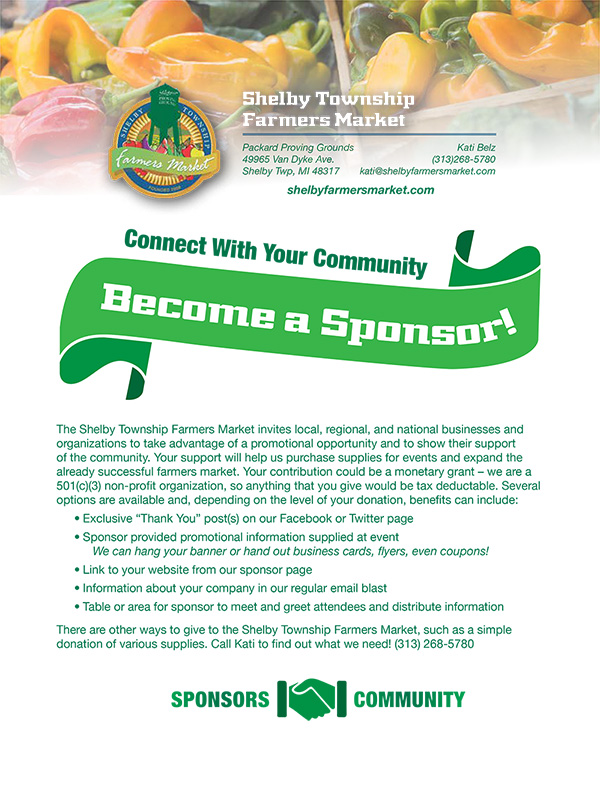 SHELBY TOWNSHIP
Farmers Market
Shelby Township
Farmers Market
Packard Proving Grounds
49965 Van Dyke Ave.
Shelby Twp, MI 48317
Kati Belz
(313)268-5780
kati@shelbyfarmersmarket.com
shelbyfarmersmarket.com
Connect With Your Community
Become a Sponsor!
The Shelby Township Farmers Market invites local, regional, and national businesses and
organizations to take advantage of a promotional opportunity and to show their support
of the community. Your support will help us purchase supplies for events and expand the
already successful farmers market. Your contribution could be a monetary grant – we are a
501(c)(3) non-profit organization, so anything that you give would be tax deductable. Several
options are available and, depending on the level of your donation, benefits can include:
• Exclusive “Thank You” post(s) on our Facebook or Twitter page
• Sponsor provided promotional information supplied at event
We can hang your banner or hand out business cards, flyers, even coupons!
• Link to your website from our sponsor page
• Information about your company in our regular email blast
• Table or area for sponsor to meet and greet attendees and distribute information
There are other ways to give to the Shelby Township Farmers Market, such as a simple
donation of various supplies. Call Kati to find out what we need! (313) 268-5780
SPONSORS COMMUNITY